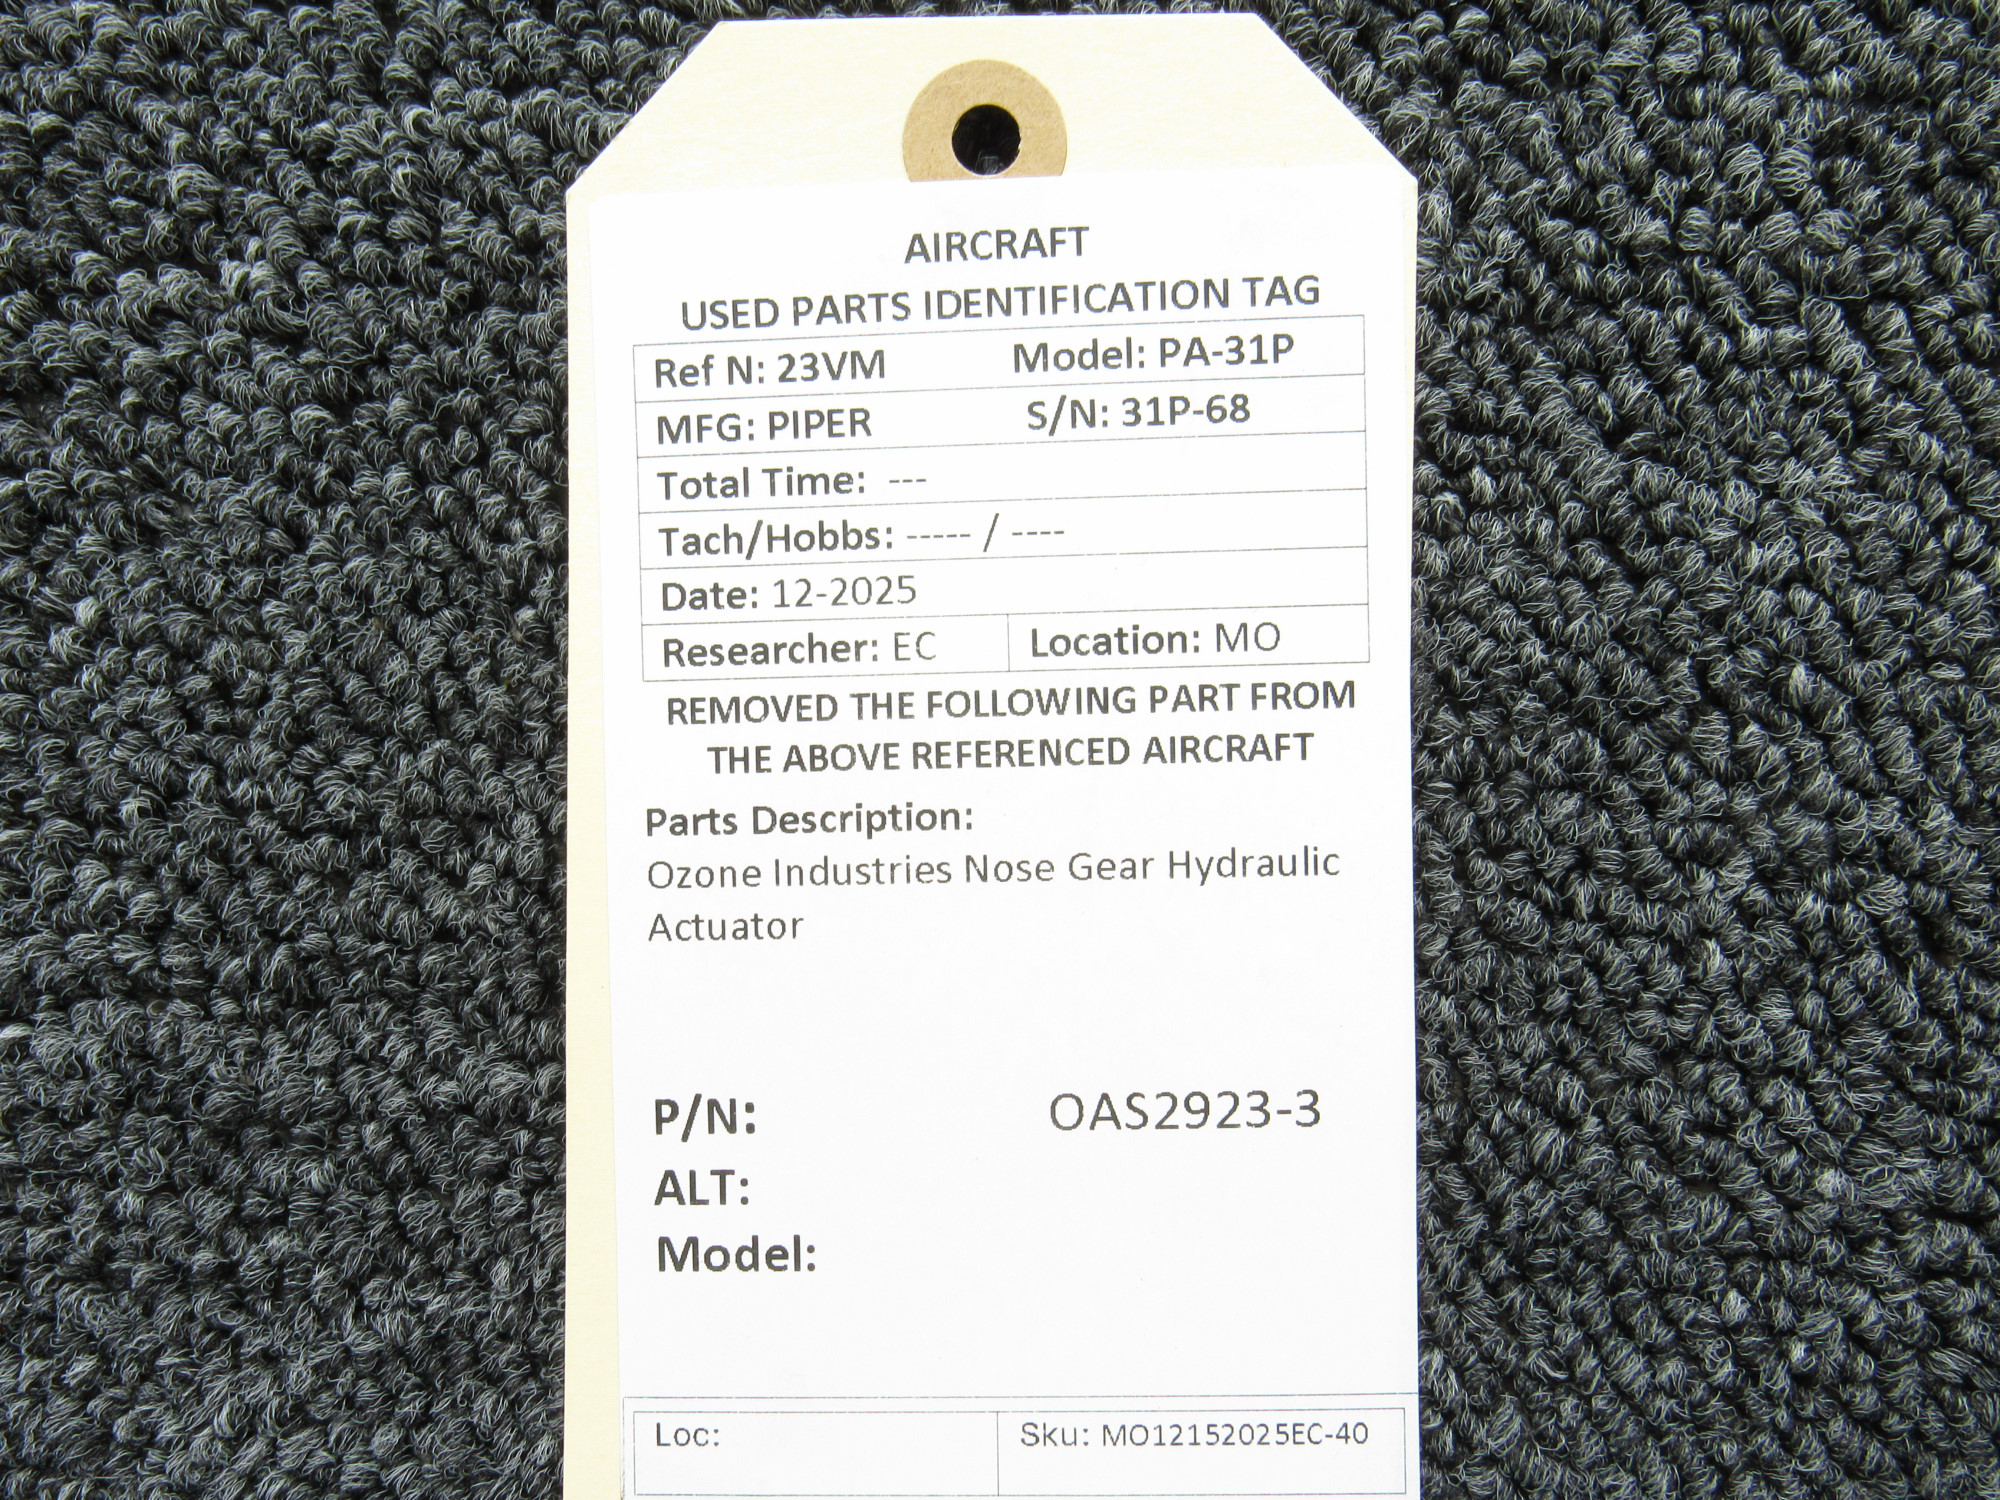 AIRCRAFT
USED PARTS IDENTIFICATION TAG
Ref N: 23VM Model: PA-31P
MFG: PIPER S/N: 31P-68
Total Time: ---
Tach/Hobbs: ----- / ----
Date: 12-2025
Researcher: EC Location: MO
REMOVED THE FOLLOWING PART FROM
THE ABOVE REFERENCED AIRCRAFT
Parts Description:
Ozone Industries Nose Gear Hydraulic
Actuator
P/N: OAS2923-3
ALT:
Model:
Loc: Sku: MO12152025EC-40